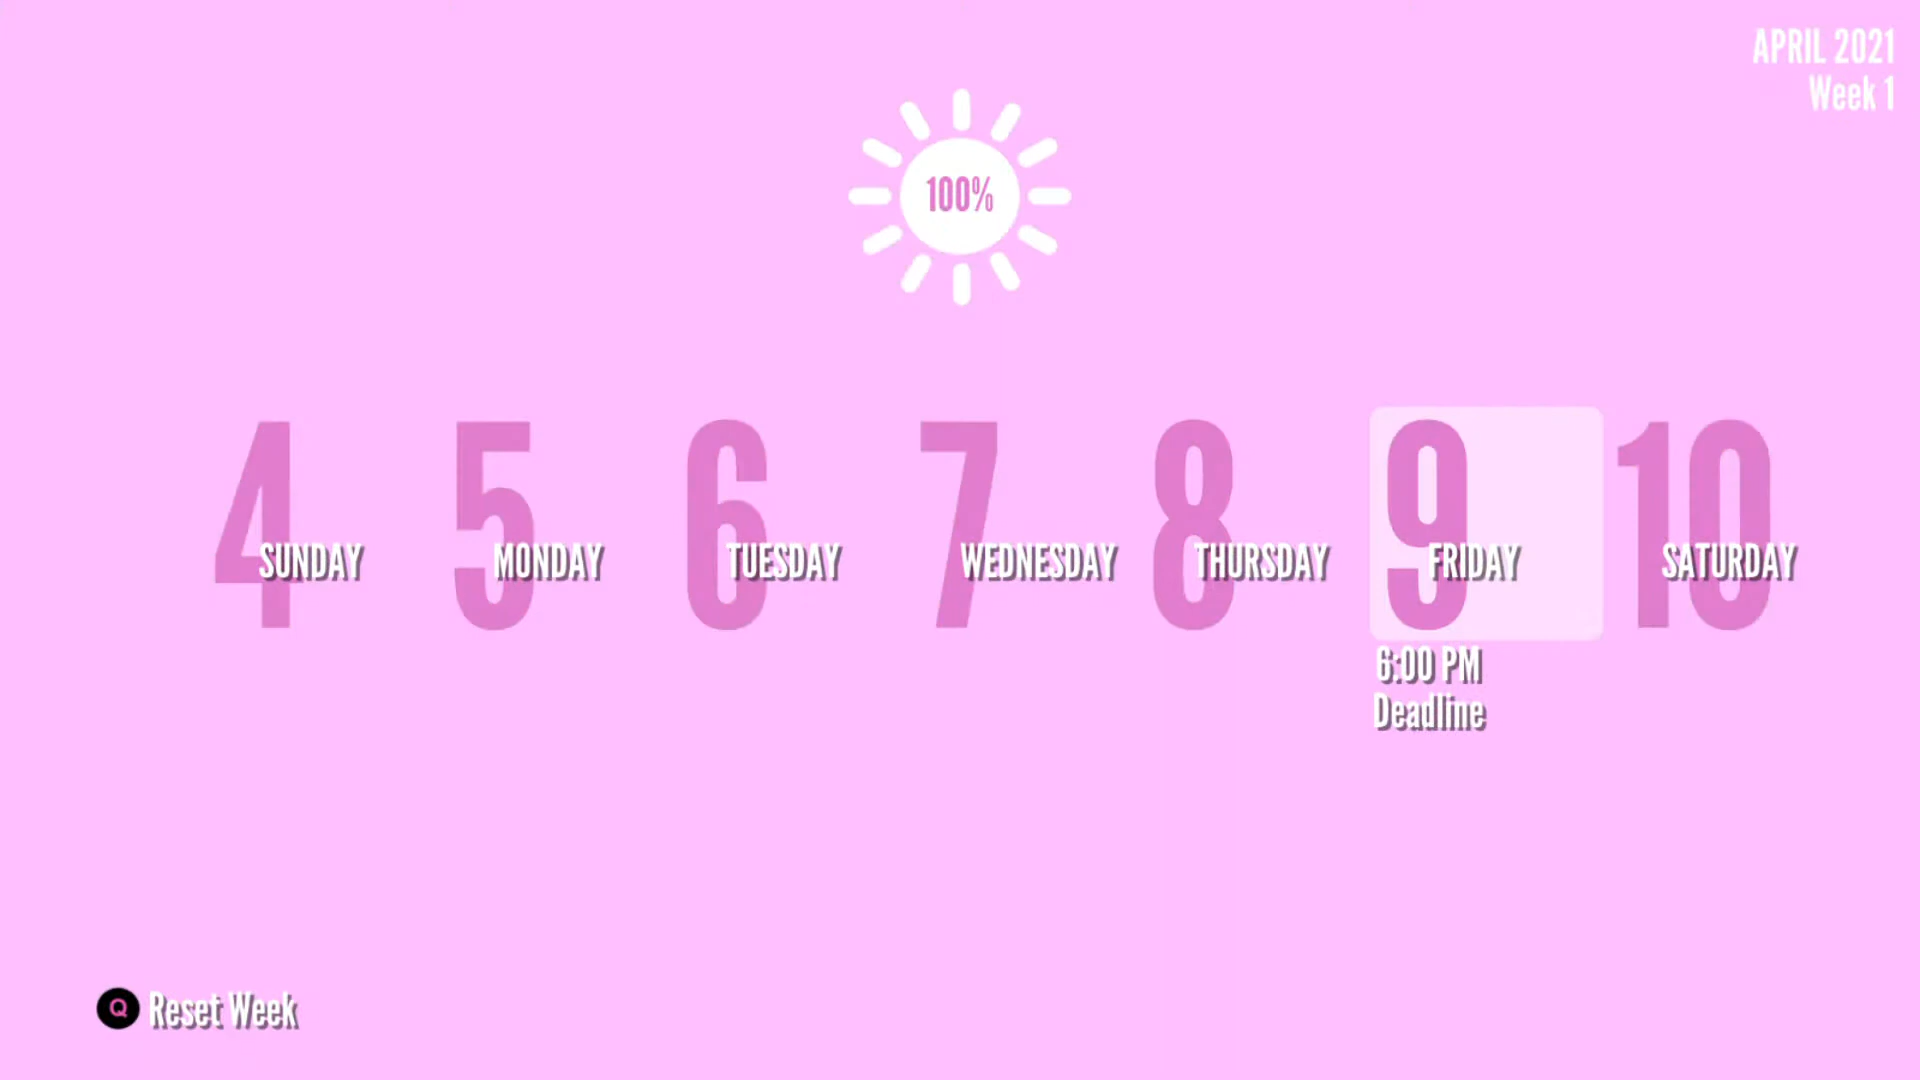 APRIL 2021
Week 1
100%
4 5 6 7 8 9 10
SUNDAY MONDAY TUESDAY WEDNESDAY THURSDAY FRIDAY SATURDAY
6:00 PM
Deadline
Q Reset Week